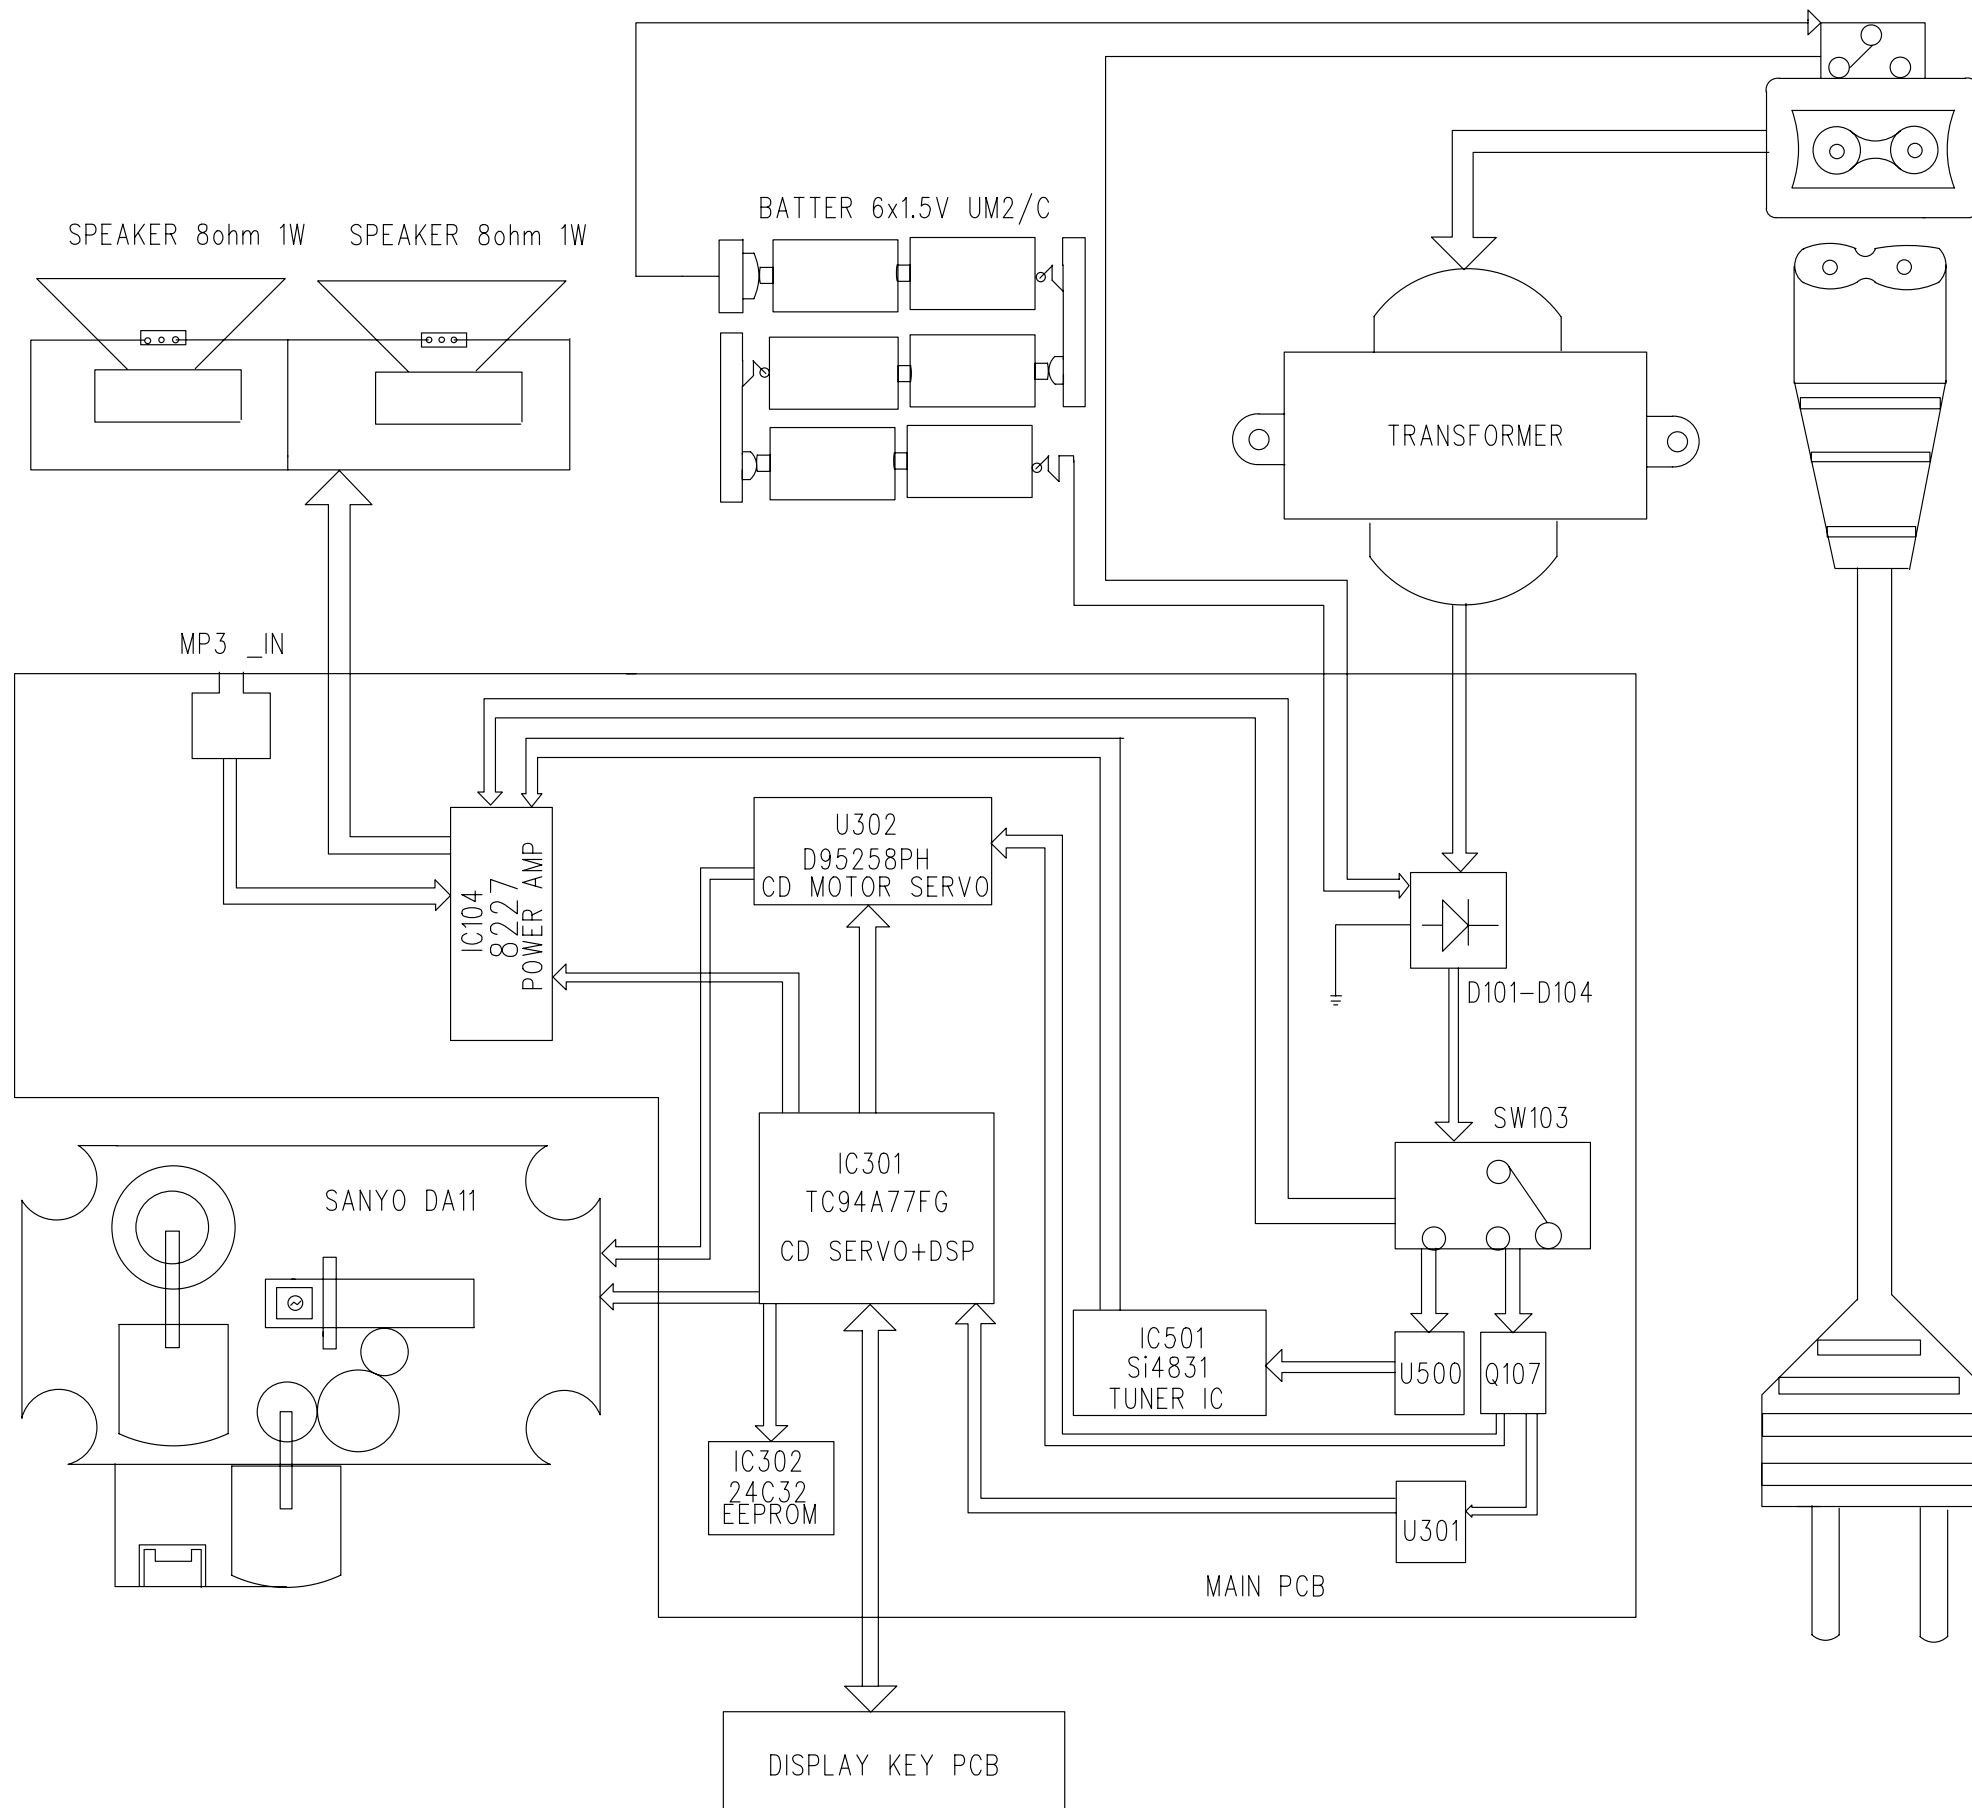 BATTER 6x1.5V UM2/C
SPEAKER 8ohm 1W
SPEAKER 8ohm 1W
TRANSFORMER
MP3 _IN
U302
D95258PH
CD MOTOR SERVO
IC104
8227
POWER AMP
D101-D104
SW103
IC301
TC94A77FG
CD SERVO+DSP
SANYO DA11
IC501
Si4831
TUNER IC
U500
Q107
IC302
24C32
EEPROM
U301
MAIN PCB
DISPLAY KEY PCB